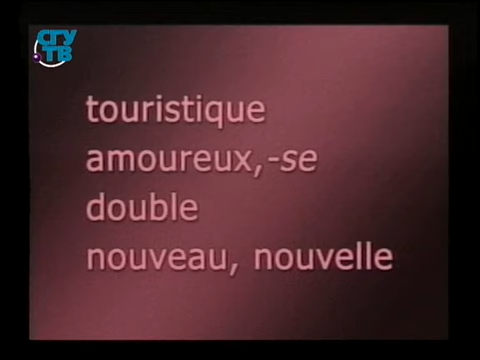 СГУ
ТВ
touristique
amoureux,-se
double
nouveau, nouvelle